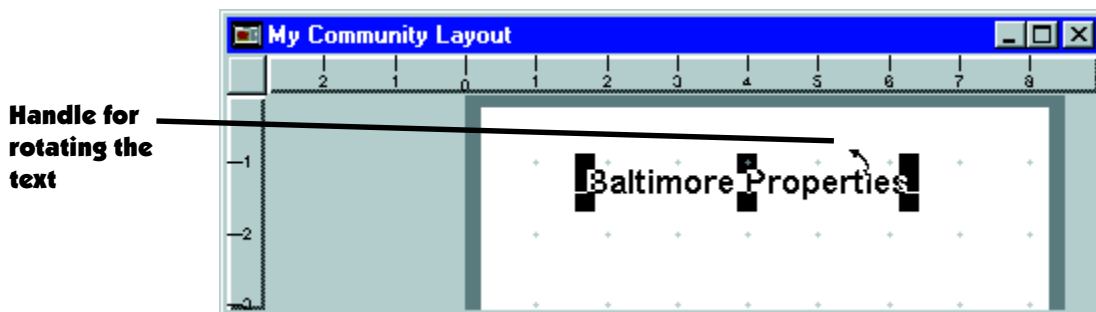 My Community Layout
2 1 0 1 2 3 4 5 6 7 8
Handle for
rotating the
text
1
Baltimore Properties
2
3